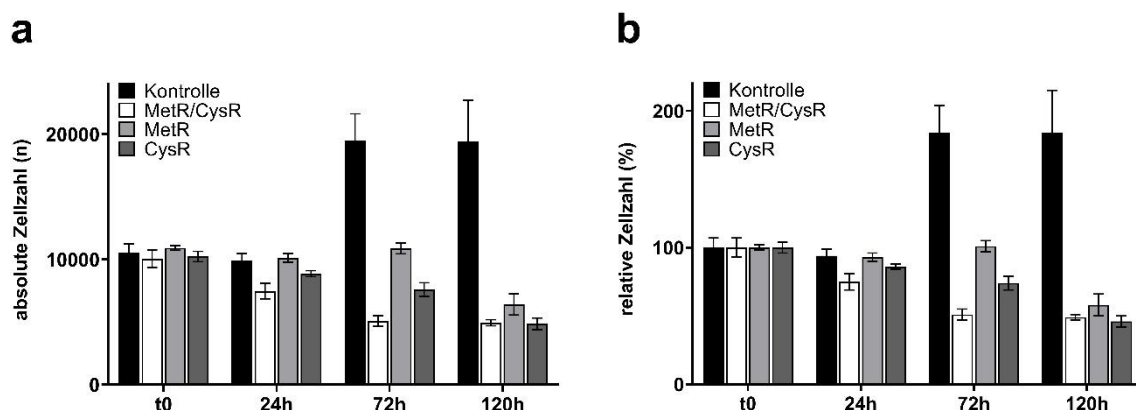 a
absolute Zellzahl (n)
20000
10000
0
Kontrolle
MetR/CysR
MetR
CysR
t0 24h 72h 120h
b
relative Zellzahl (%)
200
100
0
Kontrolle
MetR/CysR
MetR
CysR
t0 24h 72h 120h